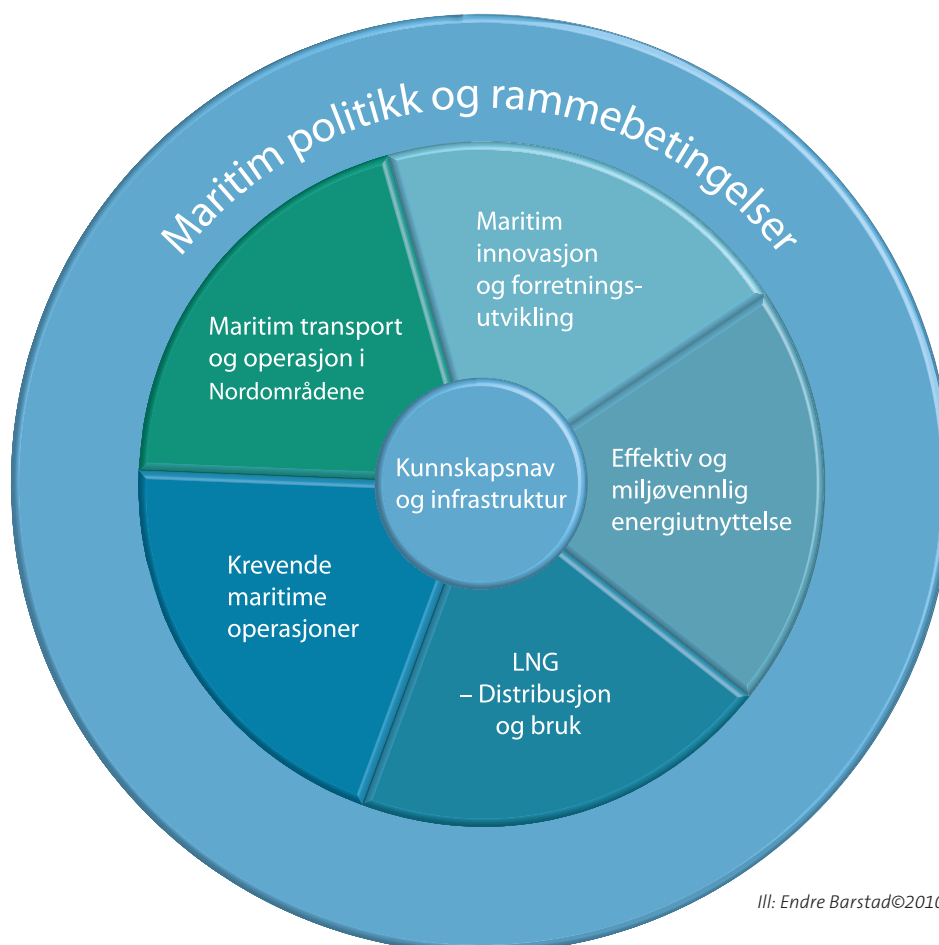 Maritim politikk og rammebetingelser
Maritim
innovasjon
og forretnings-
utvikling
Maritim transport
og operasjon i
Nordområdene
Kunnskapsnav
og infrastruktur
Effektiv og
miljøvennlig
energiutnyttelse
Krevende
maritime
operasjoner
LNG
– Distribusjon
og bruk
Ill: Endre Barstad©2010